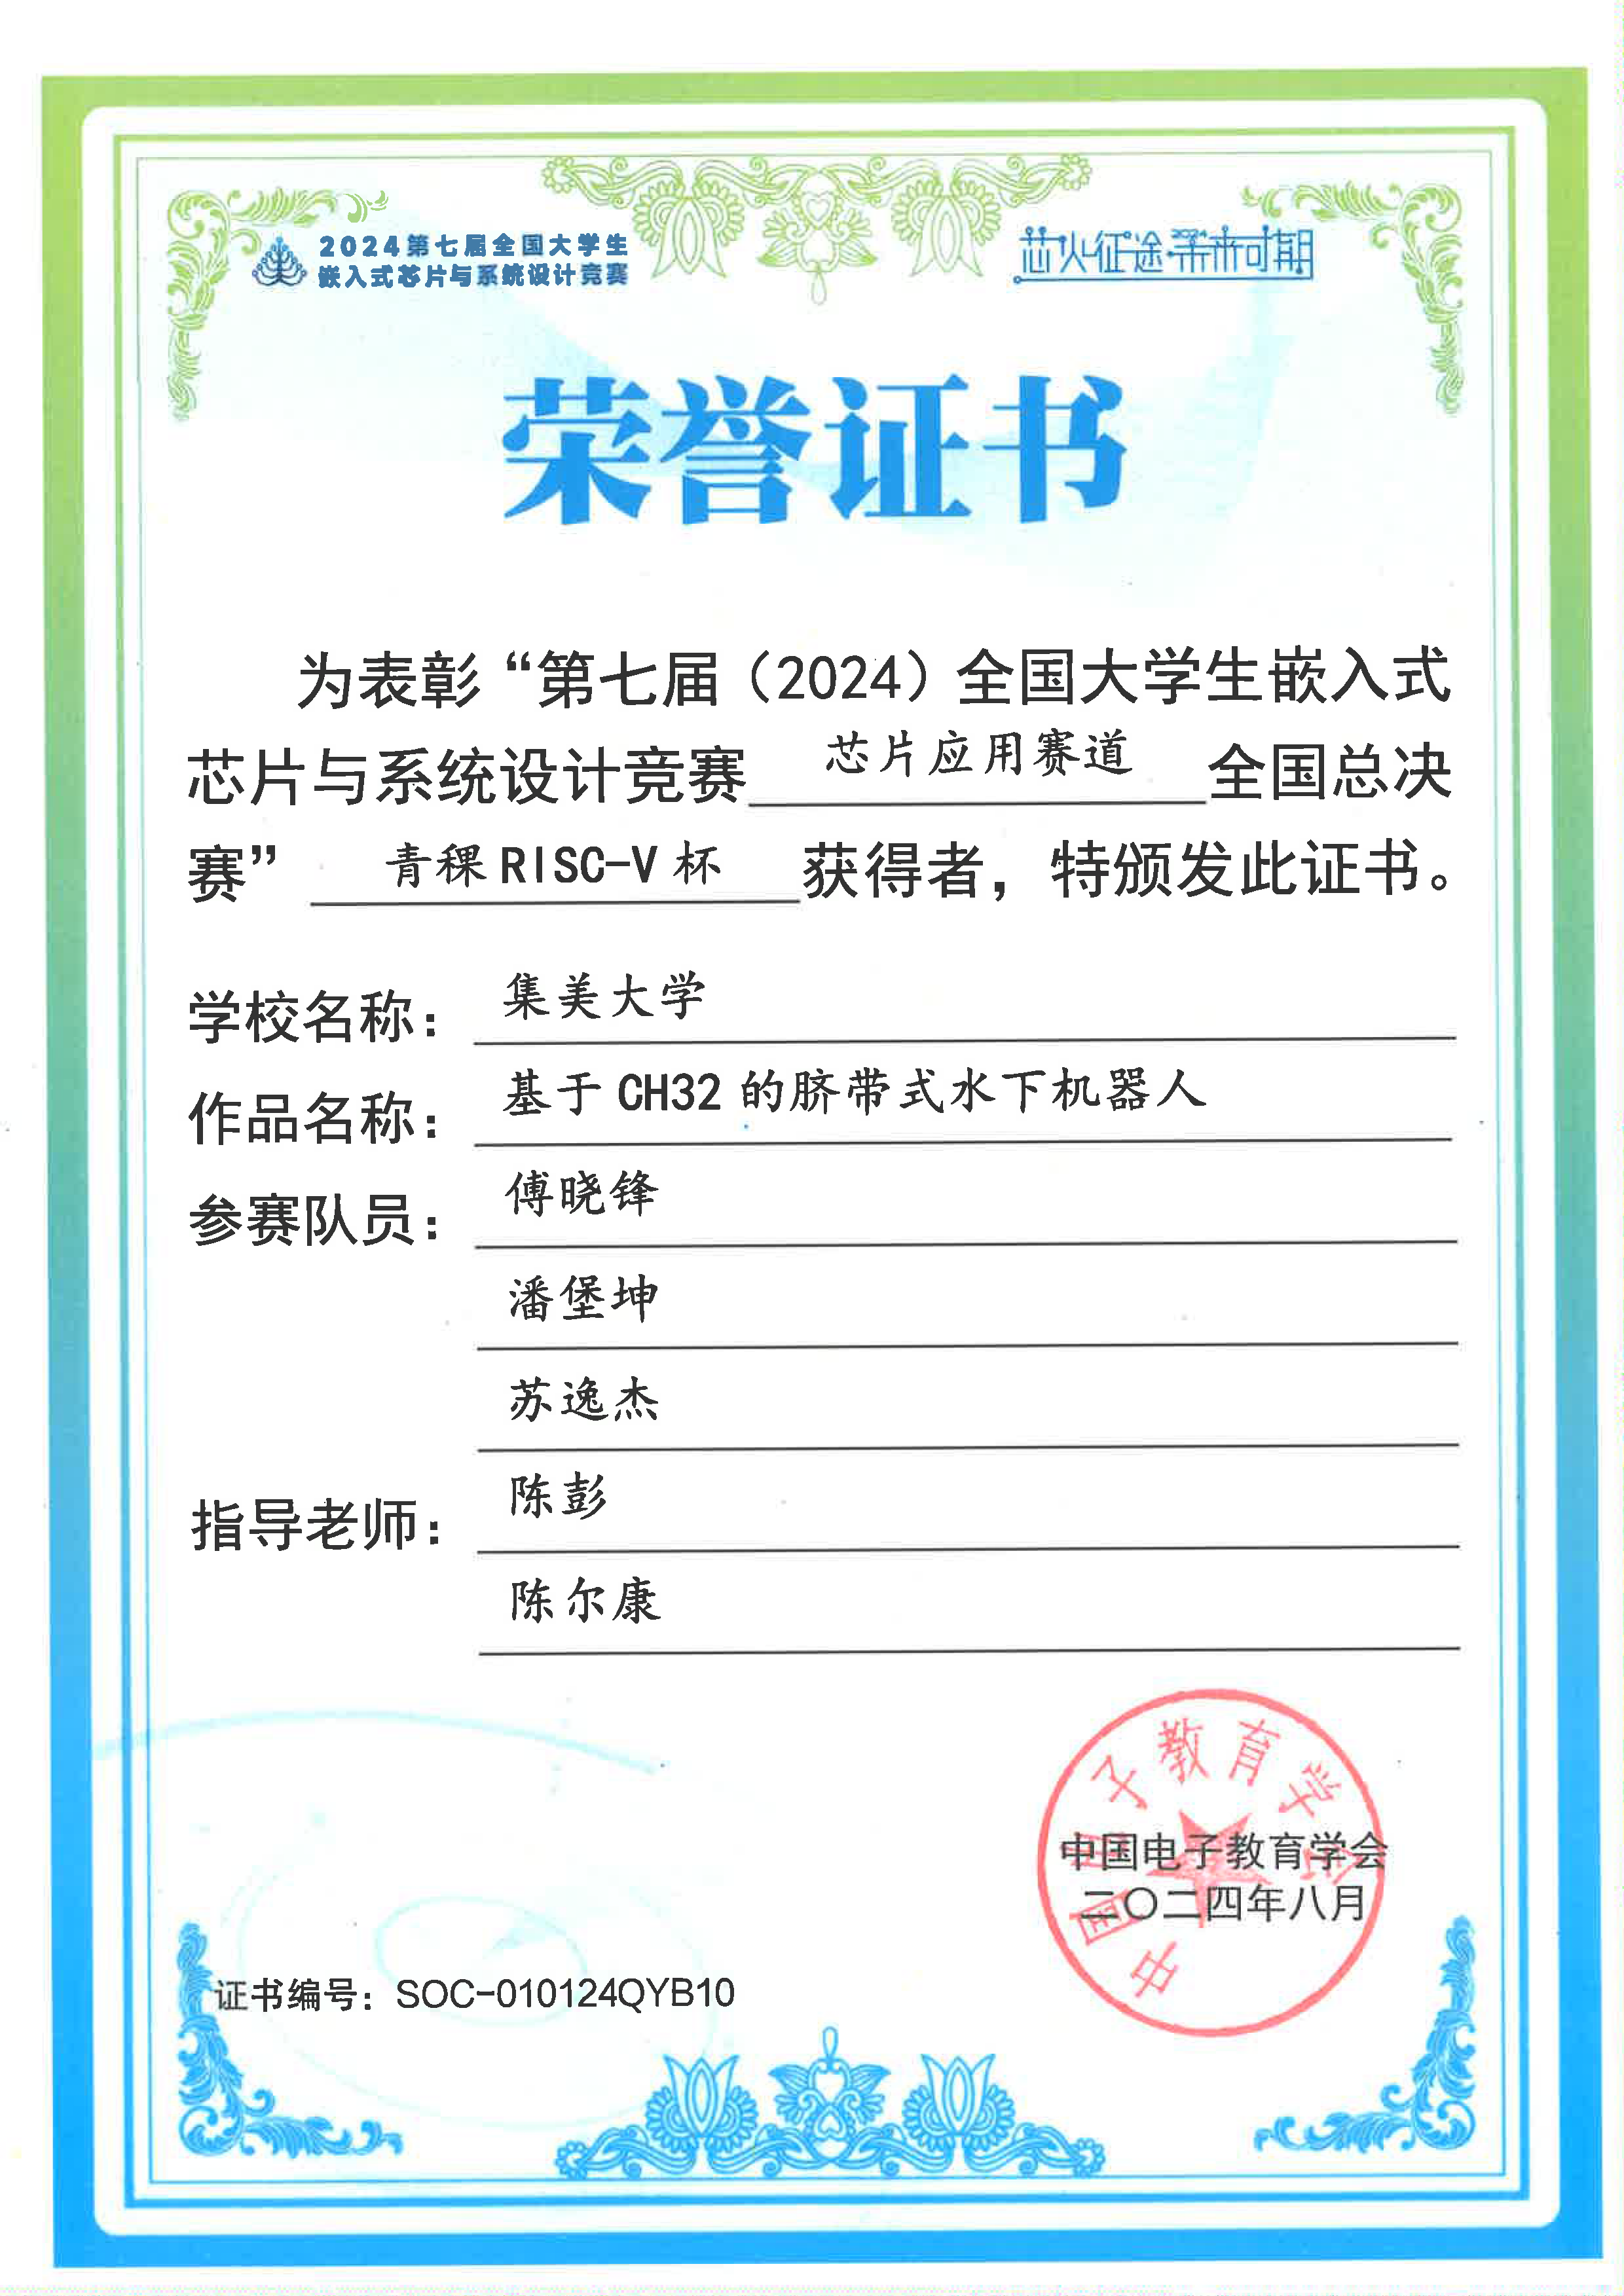 2024第七届全国大学生
嵌入式芯片与系统设计竞赛
芯火征途·未来可期
2024
荣誉证书
为表彰“第七届（2024）全国大学生嵌入式
芯片与系统设计竞赛 芯片应用赛道 全国总决
赛” 青稞RISC-V杯 获得者，特颁发此证书。
学校名称： 集美大学
作品名称： 基于CH32的脐带式水下机器人
参赛队员： 傅晓锋
潘堡坤
苏逸杰
指导老师： 陈彭
陈尔康
中国电子教育学会
中国电子教育学会
二〇二四年八月
证书编号：SOC-010124QYB10